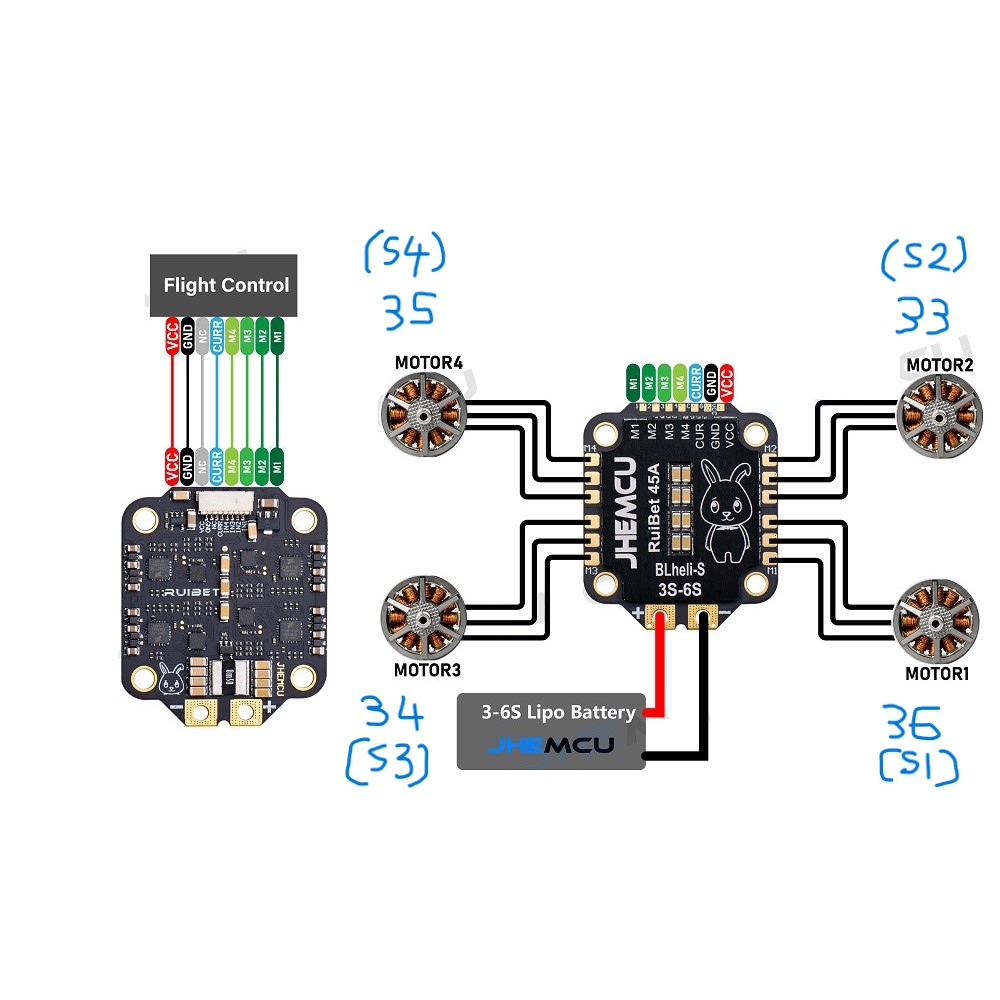 (S4)
35
(S2)
33
Flight Control
VCC
GND
NC
CURR
M4
M3
M2
M1
VCC
GND
NC
CURR
M4
M3
M2
M1
MOTOR4
MOTOR2
M1
M2
M3
M4
CURR
GND
VCC
M1
M2
M3
M4
CUR
GND
VCC
M4
M2
JHEMCU
RuiBet 45A
M3
M1
BLheli-S
3S-6S
+
−
RUIBET
JHEMCU
−
+
MOTOR3
MOTOR1
34
(S3)
3-6S Lipo Battery
JHEMCU
36
(S1)